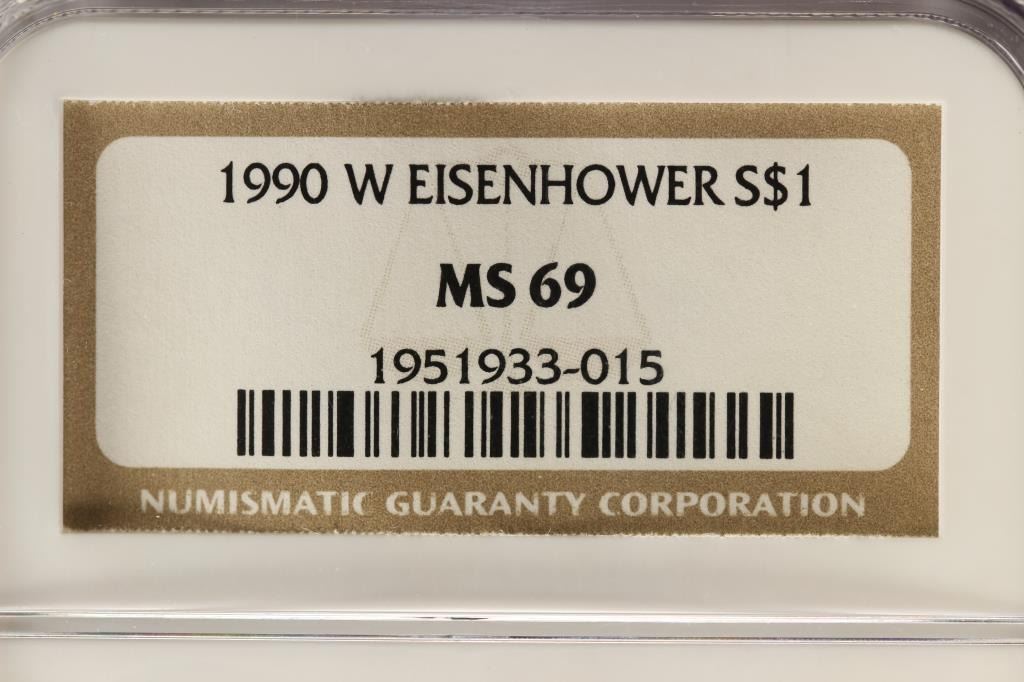 1990 W EISENHOWER S$1
MS 69
1951933-015
NUMISMATIC GUARANTY CORPORATION